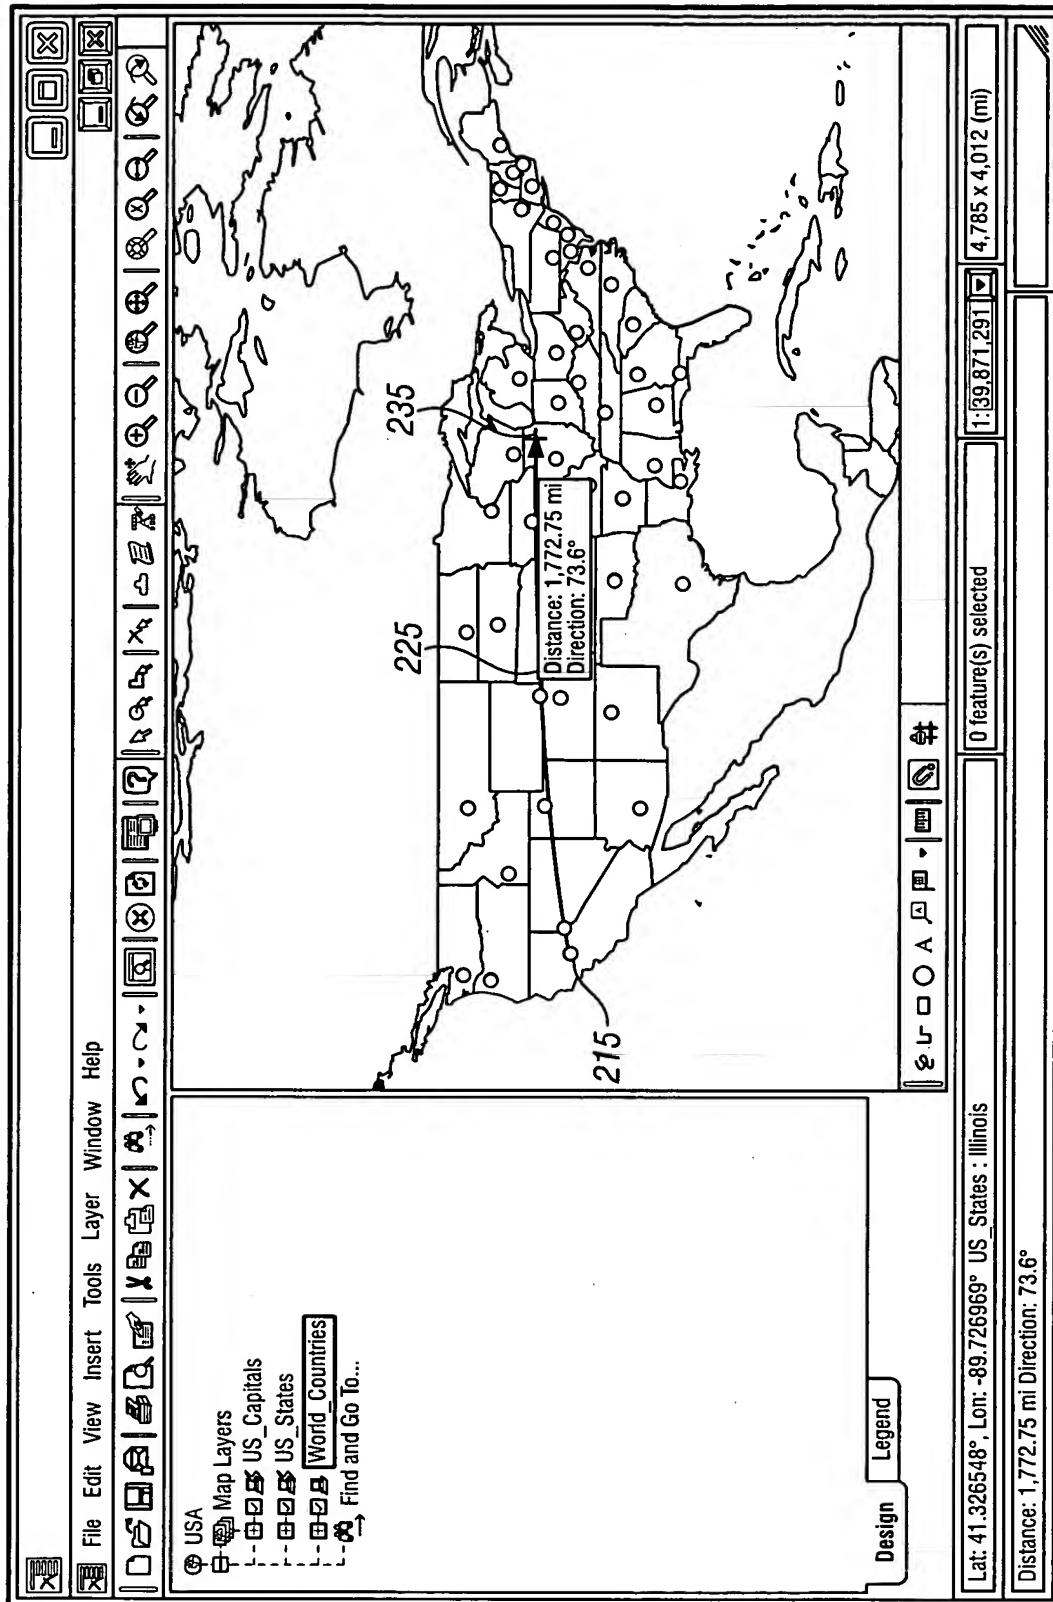 File Edit View Insert Tools Layer Window Help
USA
Map Layers
US_Capitals
US_States
World_Countries
Find and Go To...
Design
Legend
235
225
Distance: 1,772.75 mi
Direction: 73.6°
215
A
Lat: 41.326548°, Lon: -89.726969° US_States : Illinois
0 feature(s) selected
1:39,871,291
4,785 x 4,012 (mi)
Distance: 1,772.75 mi Direction: 73.6°